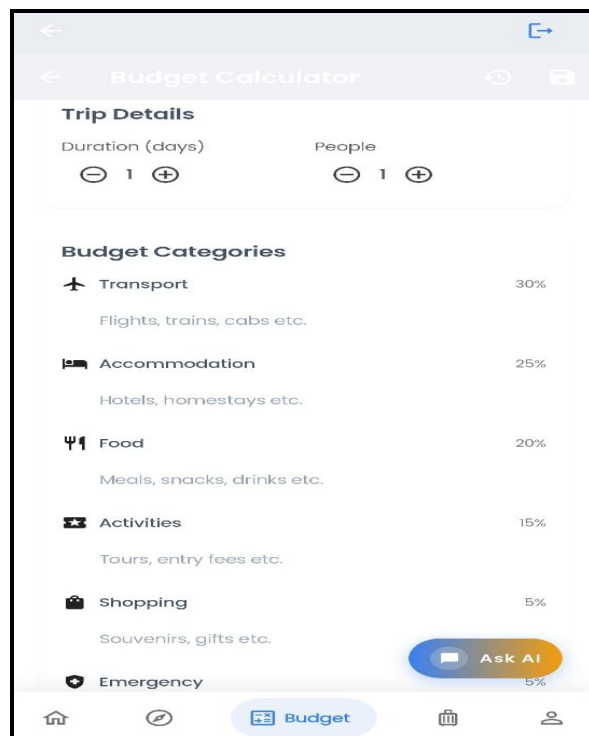 Budget Calculator
Trip Details
Duration (days) People
1 1
Budget Categories
Transport 30%
Flights, trains, cabs etc.
Accommodation 25%
Hotels, homestays etc.
Food 20%
Meals, snacks, drinks etc.
Activities 15%
Tours, entry fees etc.
Shopping 5%
Souvenirs, gifts etc.
Ask AI
Emergency 5%
Budget